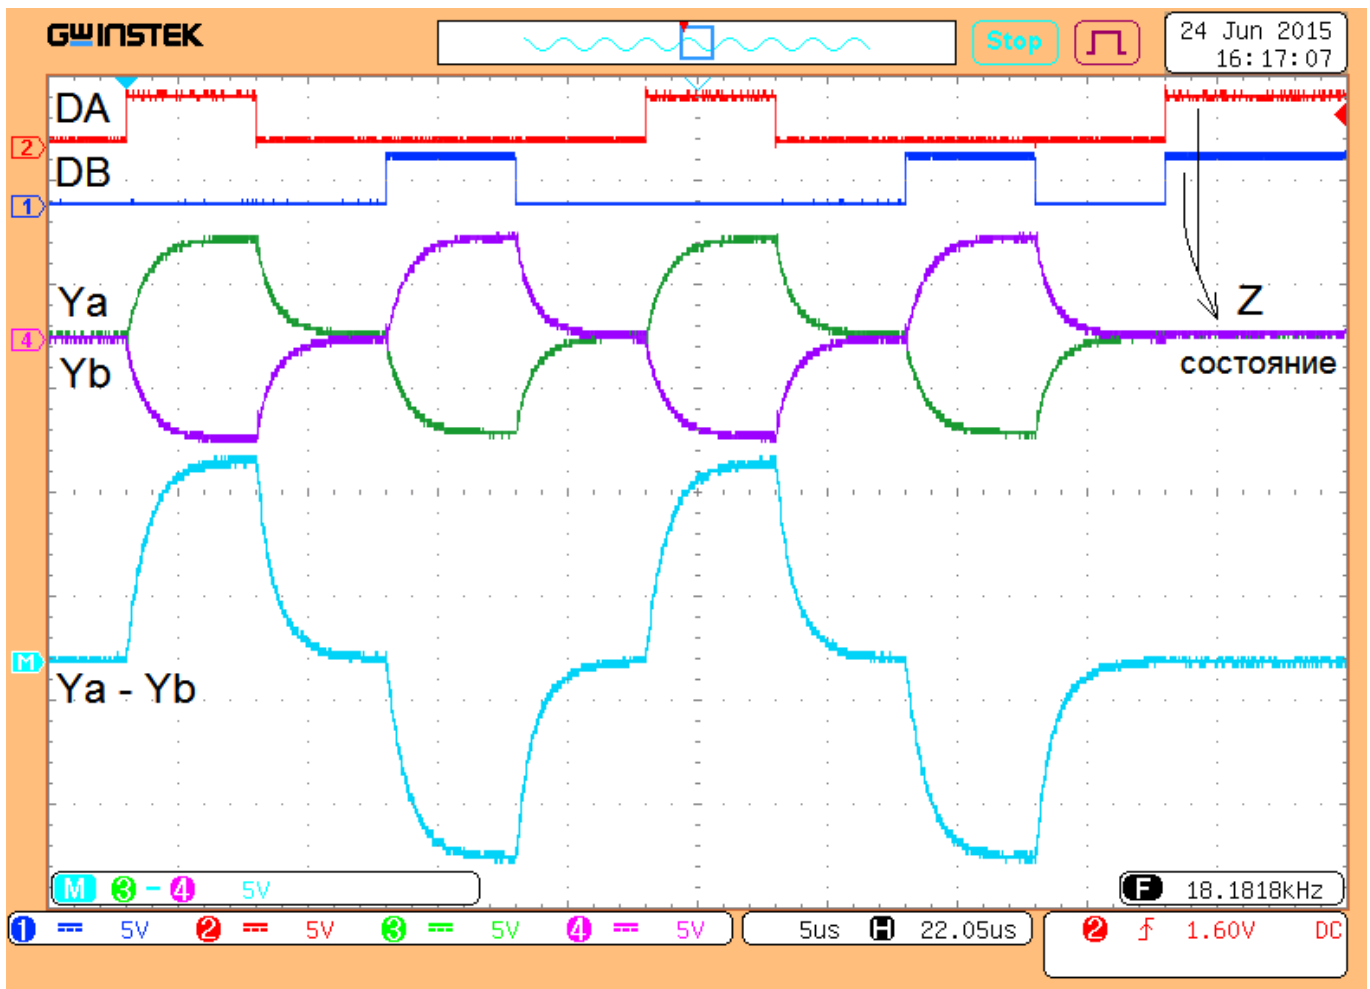 GWINSTEK
Stop
24 Jun 2015
16:17:07
DA
2
DB
1
Ya
Z
4
Yb
состояние
M
Ya - Yb
M 3 - 4 5V
F 18.1818kHz
1 5V 2 5V 3 5V 4 5V
5us H 22.05us
2 1.60V DC